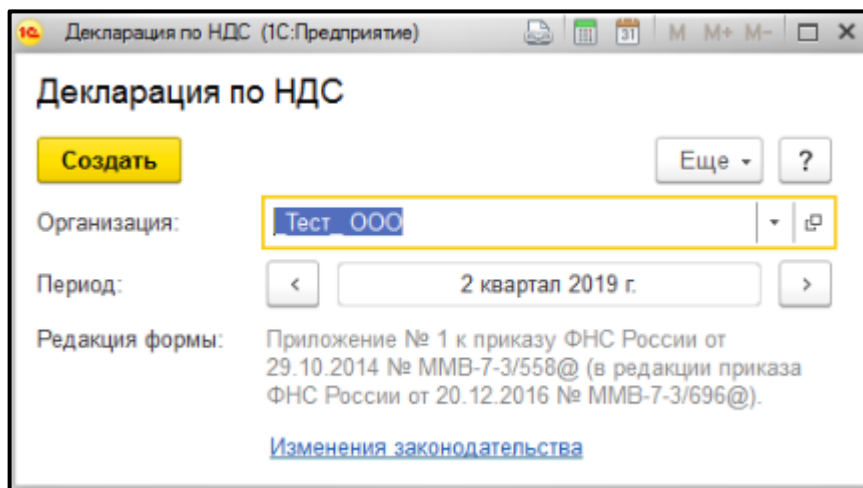 1С Декларация по НДС (1С:Предприятие) 31 M M+ M-
Декларация по НДС
Создать Еще ?
Организация: _Тест_ ООО
Период: < 2 квартал 2019 г. >
Редакция формы: Приложение № 1 к приказу ФНС России от
29.10.2014 № ММВ-7-3/558@ (в редакции приказа
ФНС России от 20.12.2016 № ММВ-7-3/696@).
Изменения законодательства